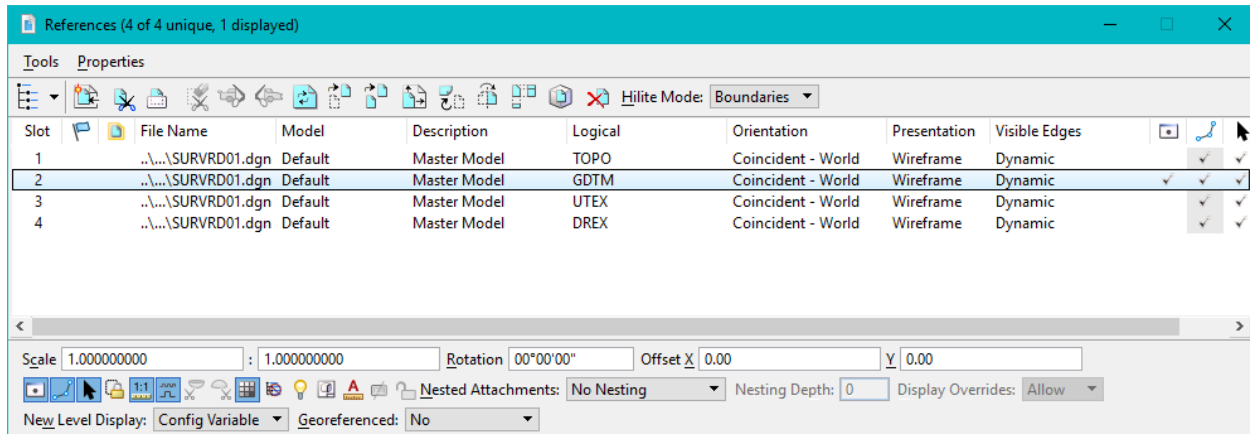 References (4 of 4 unique, 1 displayed)
Tools Properties
Hilite Mode: Boundaries
Slot File Name Model Description Logical Orientation Presentation Visible Edges
1 ..\...\SURVRD01.dgn Default Master Model TOPO Coincident - World Wireframe Dynamic
2 ..\...\SURVRD01.dgn Default Master Model GDTM Coincident - World Wireframe Dynamic
3 ..\...\SURVRD01.dgn Default Master Model UTEX Coincident - World Wireframe Dynamic
4 ..\...\SURVRD01.dgn Default Master Model DREX Coincident - World Wireframe Dynamic
Scale 1.000000000 : 1.000000000 Rotation 00°00'00" Offset X 0.00 Y 0.00
1:1 A Nested Attachments: No Nesting Nesting Depth: 0 Display Overrides: Allow
New Level Display: Config Variable Georeferenced: No